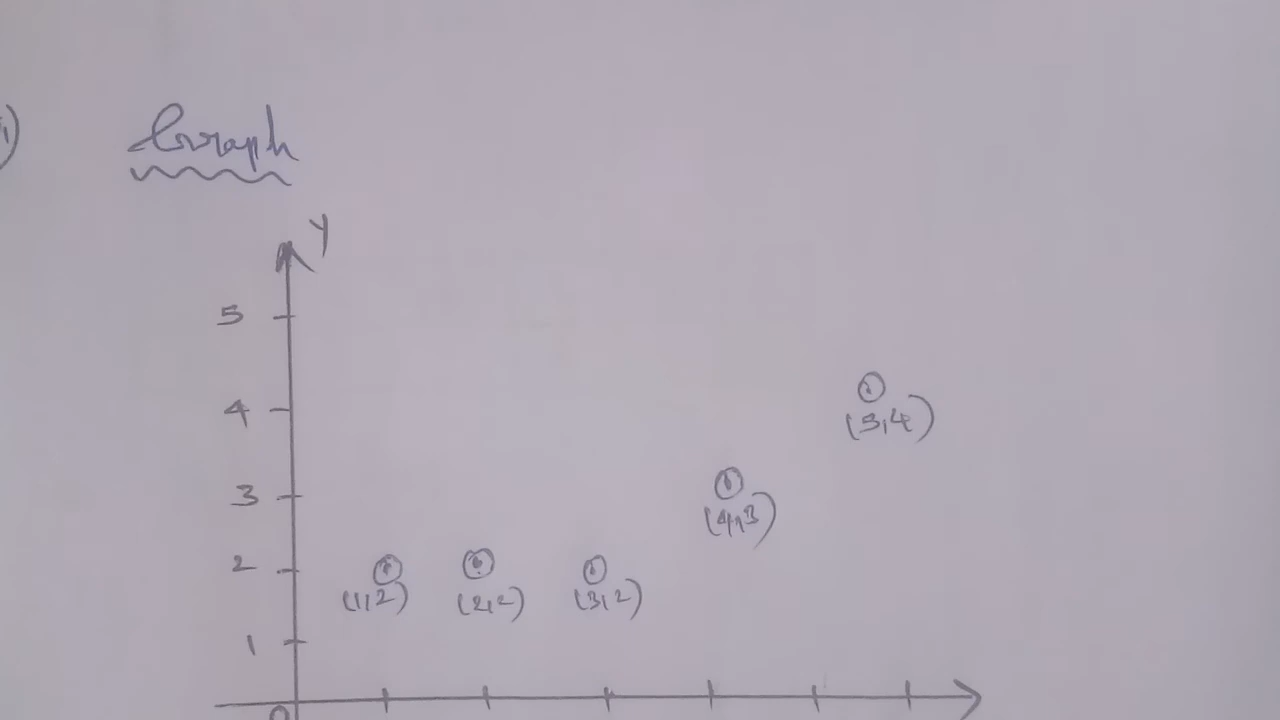 Graph
Y
5
4
(5,4)
3
(4,3)
2
(1,2) (2,2) (3,2)
1
0